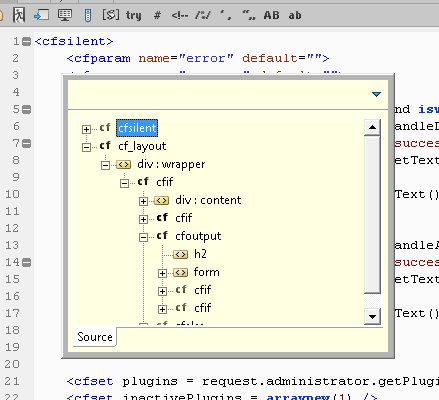 try # <!-- /S/ * ‘, “„ AB ab
1 <cfsilent>
2 <cfparam name="error" default="">
3
4
5 nd isv
6 andleD
7 succes
8 etText
9
10 Text()
11
12
13 andleA
14 succes
15 etText
16
17 Text()
18
19
20
21 <cfset plugins = request.administrator.getPlugi
22 <cfset inactivePlugins = arraynew(1) />
cf cfsilent
cf cf_layout
<> div : wrapper
cf cfif
<> div : content
cf cfif
cf cfoutput
<> h2
<> form
cf cfif
cf cfif
Source